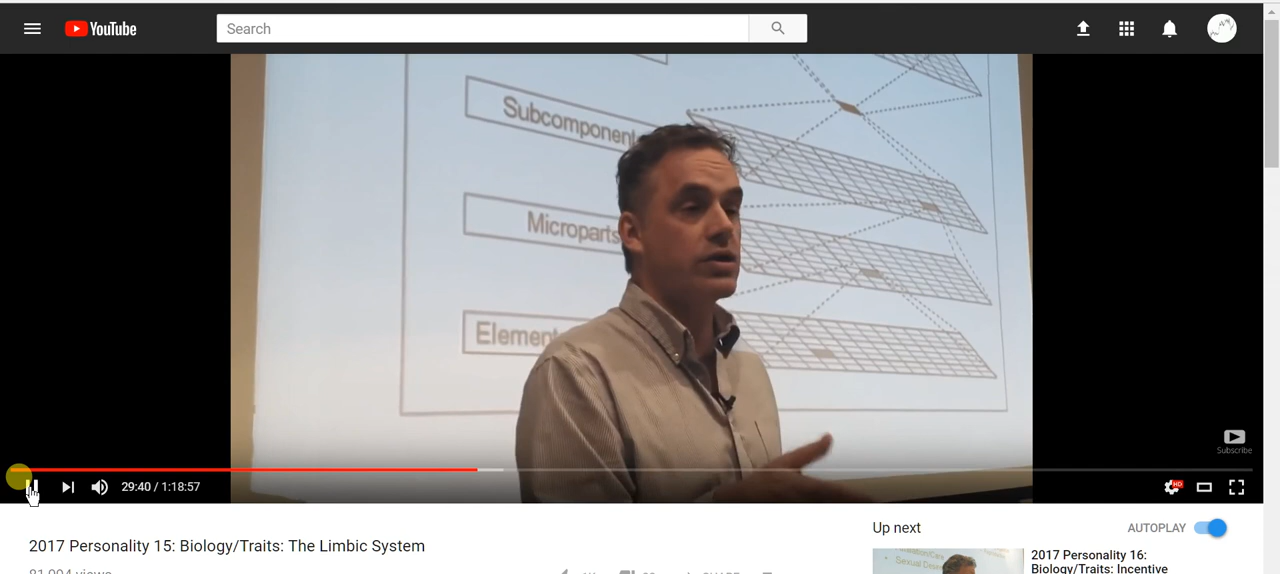 YouTube
Search
Subcomponent
Microparts
Element
Subscribe
29:40 / 1:18:57
HD
2017 Personality 15: Biology/Traits: The Limbic System
Up next
AUTOPLAY
2017 Personality 16:
Biology/Traits: Incentive